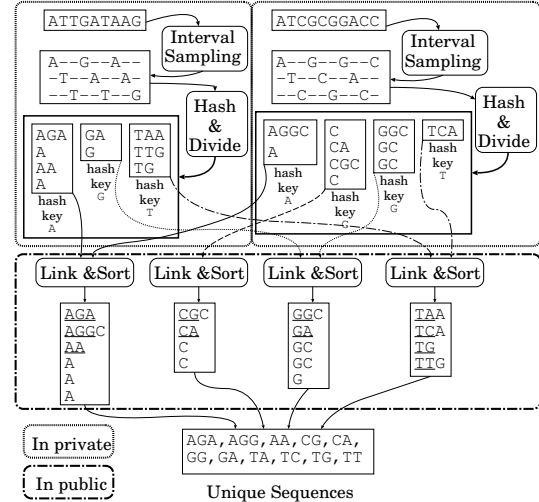 ATTGATAAG
Interval
Sampling
A--G--A--
-T--A--A-
--T--T--G
Hash
&
Divide
AGA
A
AA
A
hash
key
A
GA
G
hash
key
G
TAA
TTG
TG
hash
key
T
ATCGCGGACC
Interval
Sampling
A--G--G--C
-T--C--A--
--C--G--C-
Hash
&
Divide
AGGC
A
hash
key
A
C
CA
CGC
C
hash
key
G
GGC
GC
GC
hash
key
G
TCA
hash
key
T
Link &Sort
Link &Sort
Link &Sort
Link &Sort
AGA
AGGC
AA
A
A
A
CGC
CA
C
C
GGC
GA
GC
GC
G
TAA
TCA
TG
TTG
In private
In public
AGA,AGG,AA,CG,CA,
GG,GA,TA,TC,TG,TT
Unique Sequences